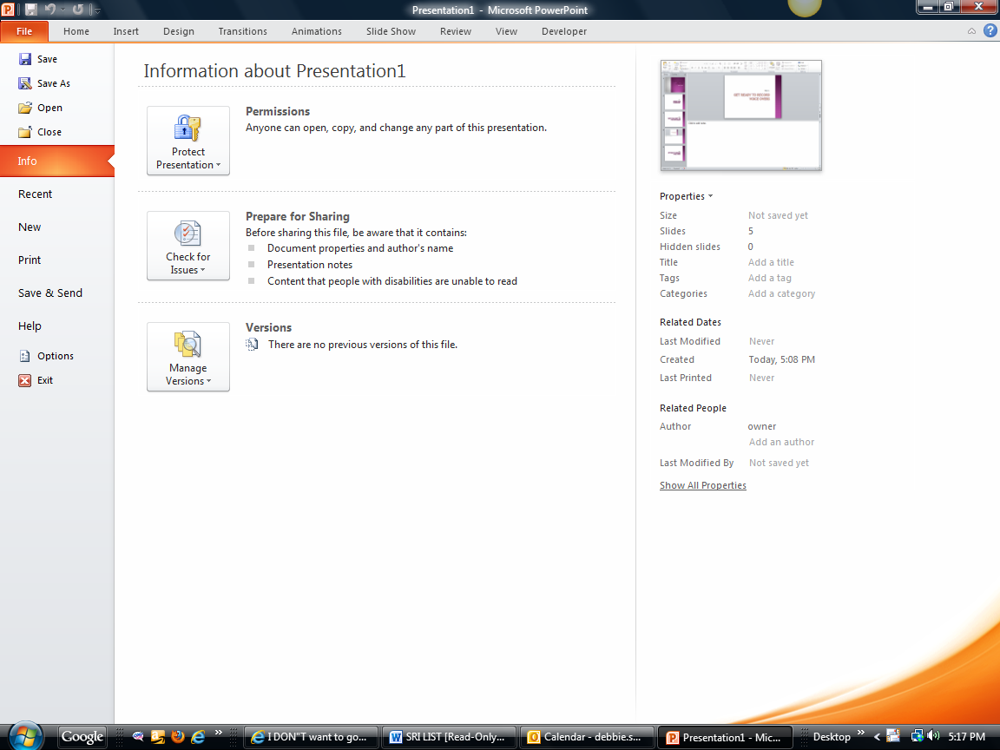 Presentation1 - Microsoft PowerPoint
File Home Insert Design Transitions Animations Slide Show Review View Developer
Save
Save As
Open
Close
Info
Recent
New
Print
Save & Send
Help
Options
Exit
Information about Presentation1
Protect
Presentation
Permissions
Anyone can open, copy, and change any part of this presentation.
Check for
Issues
Prepare for Sharing
Before sharing this file, be aware that it contains:
Document properties and author's name
Presentation notes
Content that people with disabilities are unable to read
Manage
Versions
Versions
There are no previous versions of this file.
GET READY TO RECORD
VOICE OVERS!
Properties
Size Not saved yet
Slides 5
Hidden slides 0
Title Add a title
Tags Add a tag
Categories Add a category
Related Dates
Last Modified Never
Created Today, 5:08 PM
Last Printed Never
Related People
Author owner
Add an author
Last Modified By Not saved yet
Show All Properties
Google I DON"T want to go... SRI LIST [Read-Only... Calendar - debbie.s... Presentation1 - Mic... Desktop 5:17 PM